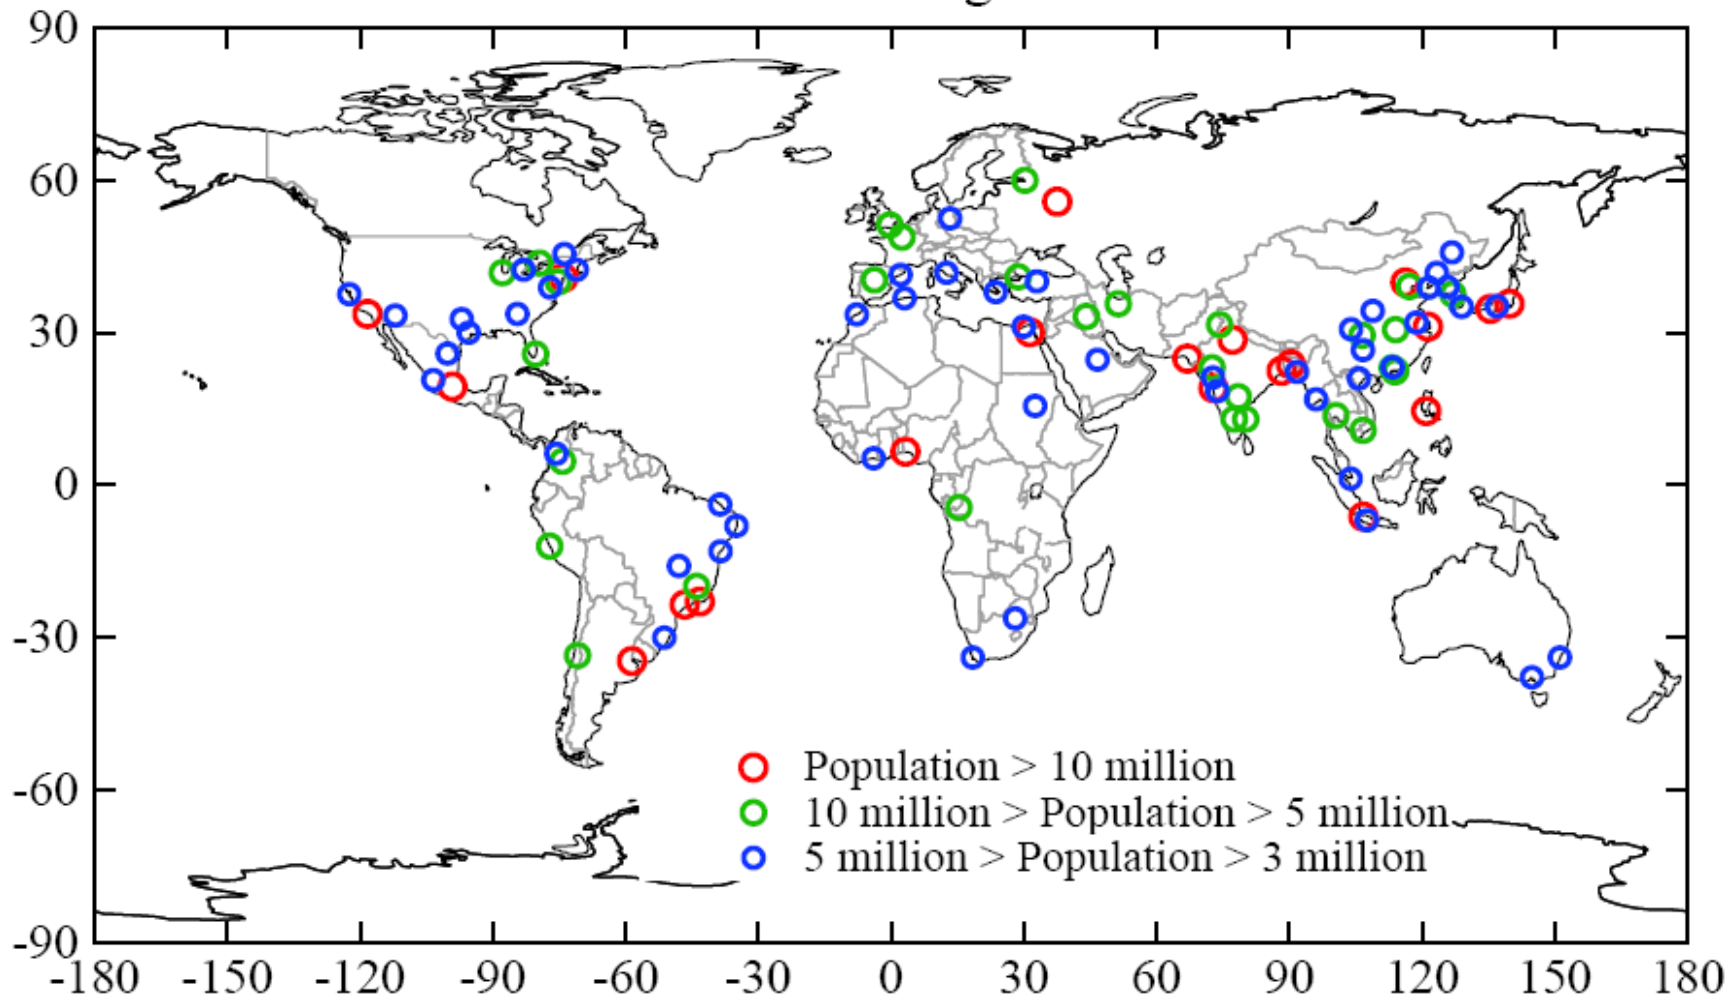 90
60
30
0
-30
-60
-90
Population > 10 million
10 million > Population > 5 million
5 million > Population > 3 million
-180 -150 -120 -90 -60 -30 0 30 60 90 120 150 180